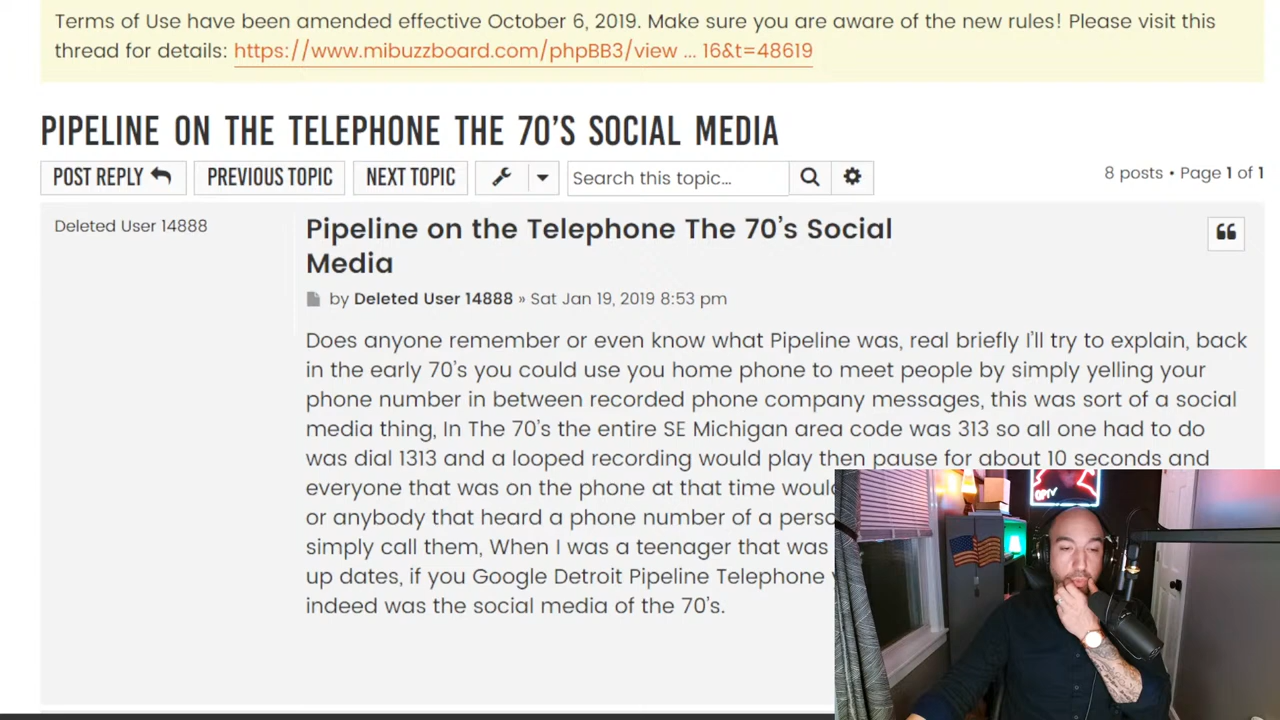 Terms of Use have been amended effective October 6, 2019. Make sure you are aware of the new rules! Please visit this
thread for details: https://www.mibuzzboard.com/phpBB3/view ... 16&t=48619
PIPELINE ON THE TELEPHONE THE 70'S SOCIAL MEDIA
POST REPLY
PREVIOUS TOPIC
NEXT TOPIC
Search this topic...
8 posts • Page 1 of 1
Deleted User 14888
Pipeline on the Telephone The 70's Social
Media
by Deleted User 14888 » Sat Jan 19, 2019 8:53 pm
Does anyone remember or even know what Pipeline was, real briefly I'll try to explain, back
in the early 70's you could use you home phone to meet people by simply yelling your
phone number in between recorded phone company messages, this was sort of a social
media thing, In The 70's the entire SE Michigan area code was 313 so all one had to do
was dial 1313 and a looped recording would play then pause for about 10 seconds and
everyone that was on the phone at that time
or anybody that heard a phone number of a
simply call them, When I was a teenager that was
up dates, if you Google Detroit Pipeline Telephone
indeed was the social media of the 70's.